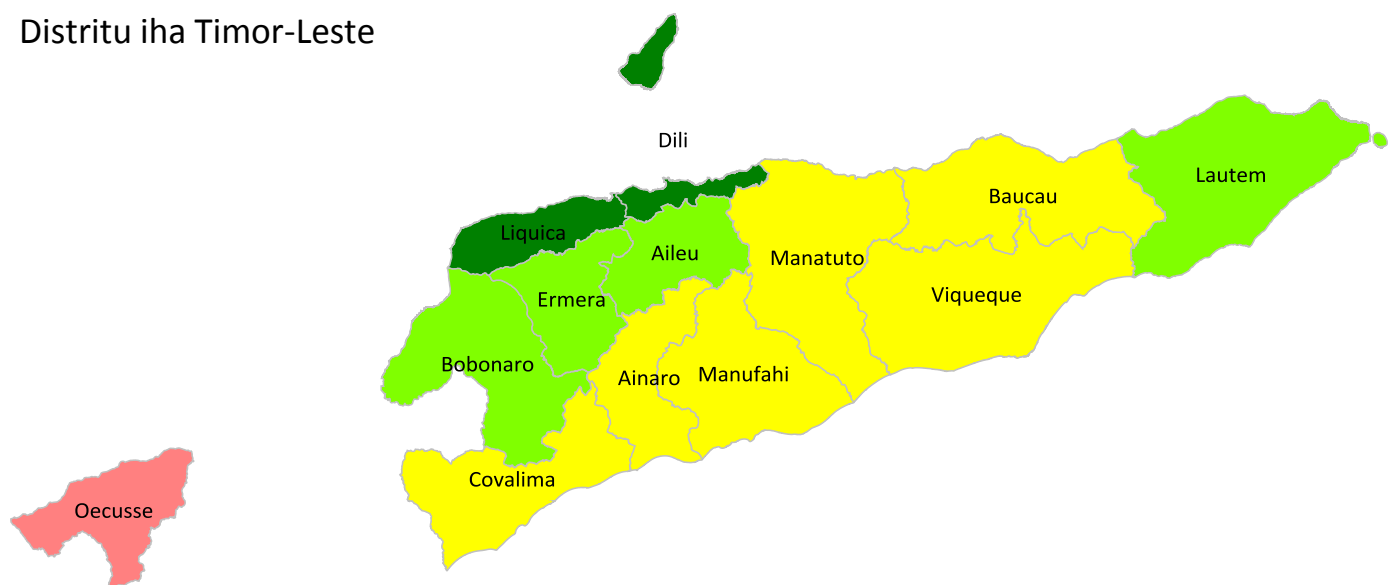 Distritu iha Timor-Leste
Dili
Lautem
Baucau
Liquica
Aileu
Manatuto
Ermera
Viqueque
Bobonaro
Ainaro
Manufahi
Covalima
Oecusse